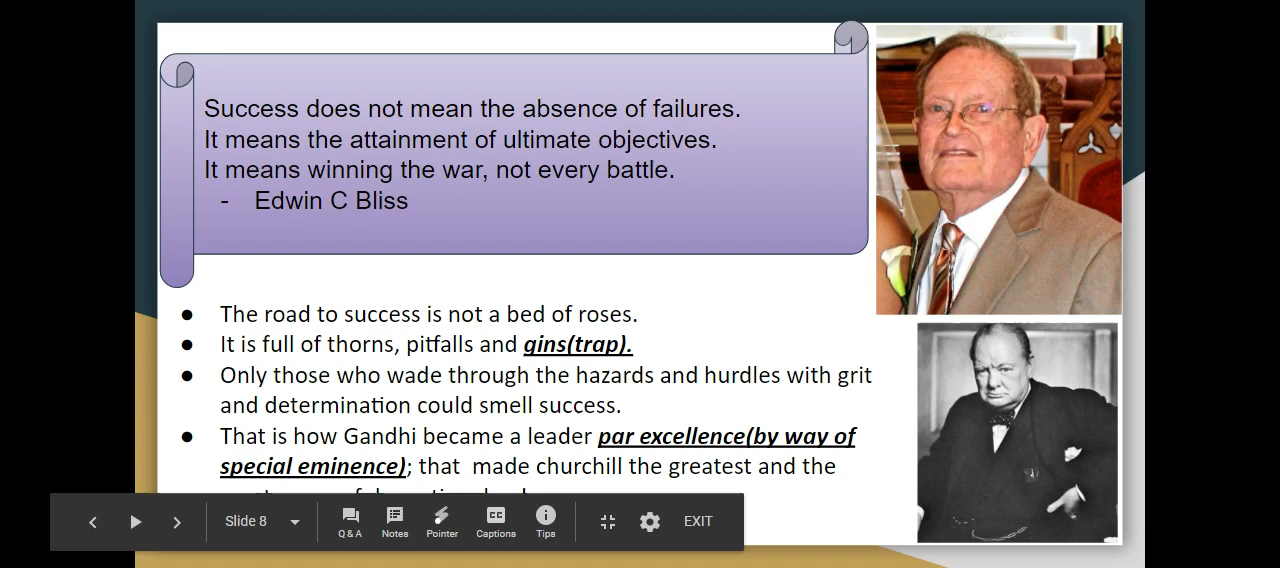 Success does not mean the absence of failures.
It means the attainment of ultimate objectives.
It means winning the war, not every battle.
- Edwin C Bliss
● The road to success is not a bed of roses.
● It is full of thorns, pitfalls and gins(trap).
● Only those who wade through the hazards and hurdles with grit
and determination could smell success.
● That is how Gandhi became a leader par excellence(by way of
special eminence); that made churchill the greatest and the
Slide 8
Q & A Notes Pointer CC Captions Tips EXIT